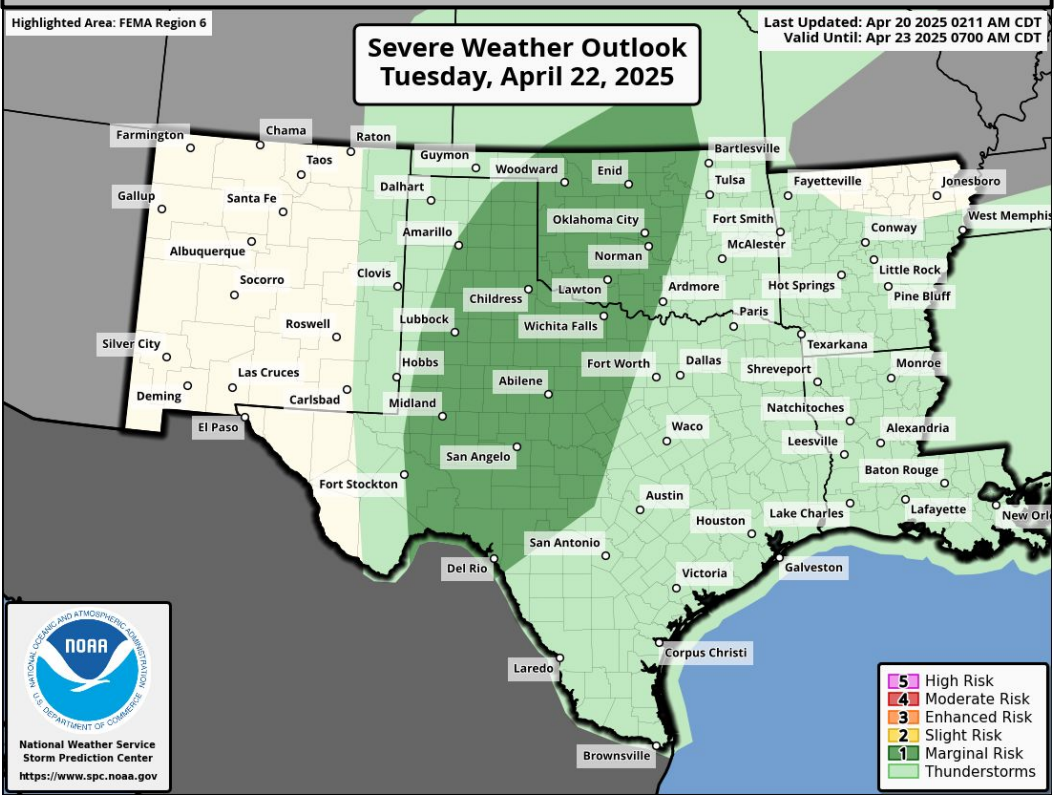 Highlighted Area: FEMA Region 6
Last Updated: Apr 20 2025 0211 AM CDT
Valid Until: Apr 23 2025 0700 AM CDT
Severe Weather Outlook
Tuesday, April 22, 2025
Farmington
Chama
Raton
Taos
Guymon
Woodward
Enid
Bartlesville
Gallup
Santa Fe
Dalhart
Tulsa
Fayetteville
Jonesboro
Albuquerque
Amarillo
Oklahoma City
Fort Smith
Conway
West Memphis
Norman
McAlester
Socorro
Clovis
Childress
Lawton
Ardmore
Hot Springs
Little Rock
Pine Bluff
Roswell
Lubbock
Wichita Falls
Paris
Texarkana
Silver City
Las Cruces
Hobbs
Fort Worth
Dallas
Shreveport
Monroe
Deming
Carlsbad
Midland
Abilene
Natchitoches
El Paso
Waco
Leesville
Alexandria
San Angelo
Baton Rouge
Fort Stockton
Austin
Houston
Lake Charles
Lafayette
New Orl
Del Rio
San Antonio
Victoria
Galveston
Laredo
Corpus Christi
Brownsville
NATIONAL OCEANIC AND ATMOSPHERIC ADMINISTRATION
NOAA
U.S. DEPARTMENT OF COMMERCE
National Weather Service
Storm Prediction Center
https://www.spc.noaa.gov
5 High Risk
4 Moderate Risk
3 Enhanced Risk
2 Slight Risk
1 Marginal Risk
Thunderstorms